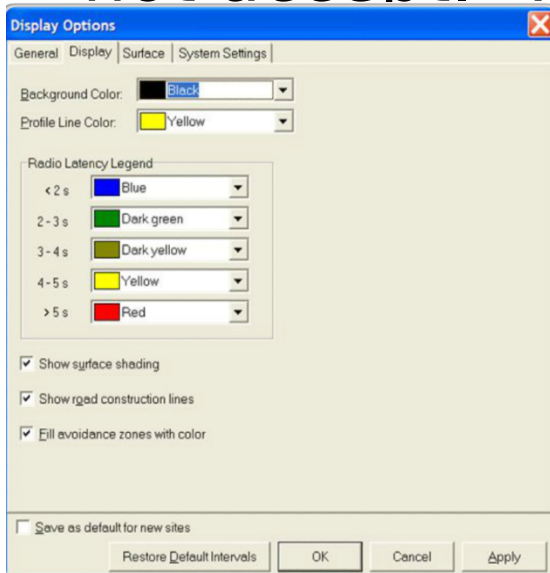 Display Options
General Display Surface System Settings
Background Color: Black
Profile Line Color: Yellow
Radio Latency Legend
< 2 s Blue
2 - 3 s Dark green
3 - 4 s Dark yellow
4 - 5 s Yellow
> 5 s Red
Show surface shading
Show road construction lines
Fill avoidance zones with color
Save as default for new sites
Restore Default Intervals OK Cancel Apply